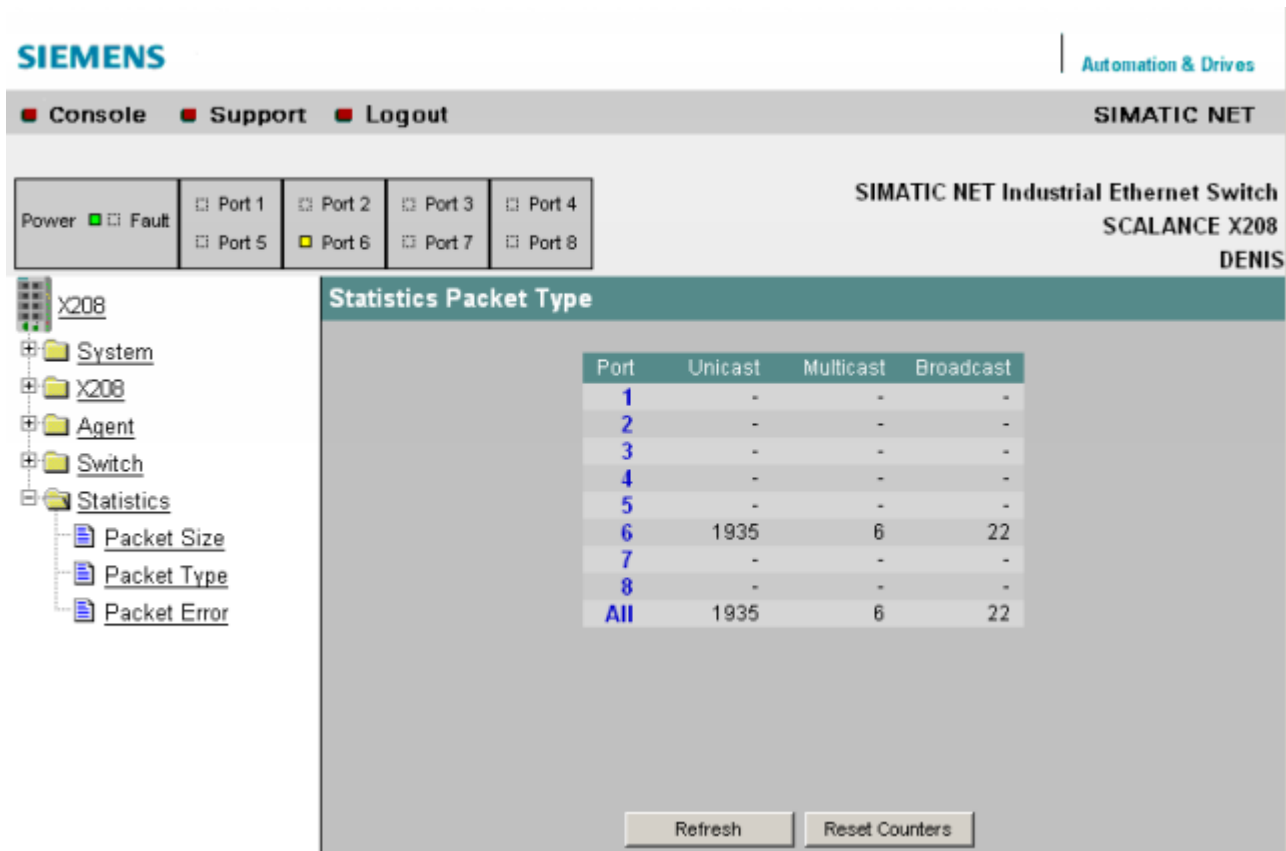 SIEMENS
Automation & Drives
Console Support Logout SIMATIC NET
Power Fault Port 1 Port 2 Port 3 Port 4
Port 5 Port 6 Port 7 Port 8
SIMATIC NET Industrial Ethernet Switch
SCALANCE X208
DENIS
X208
System
X208
Agent
Switch
Statistics
Packet Size
Packet Type
Packet Error
Statistics Packet Type
Port Unicast Multicast Broadcast
1 - - -
2 - - -
3 - - -
4 - - -
5 - - -
6 1935 6 22
7 - - -
8 - - -
All 1935 6 22
Refresh Reset Counters